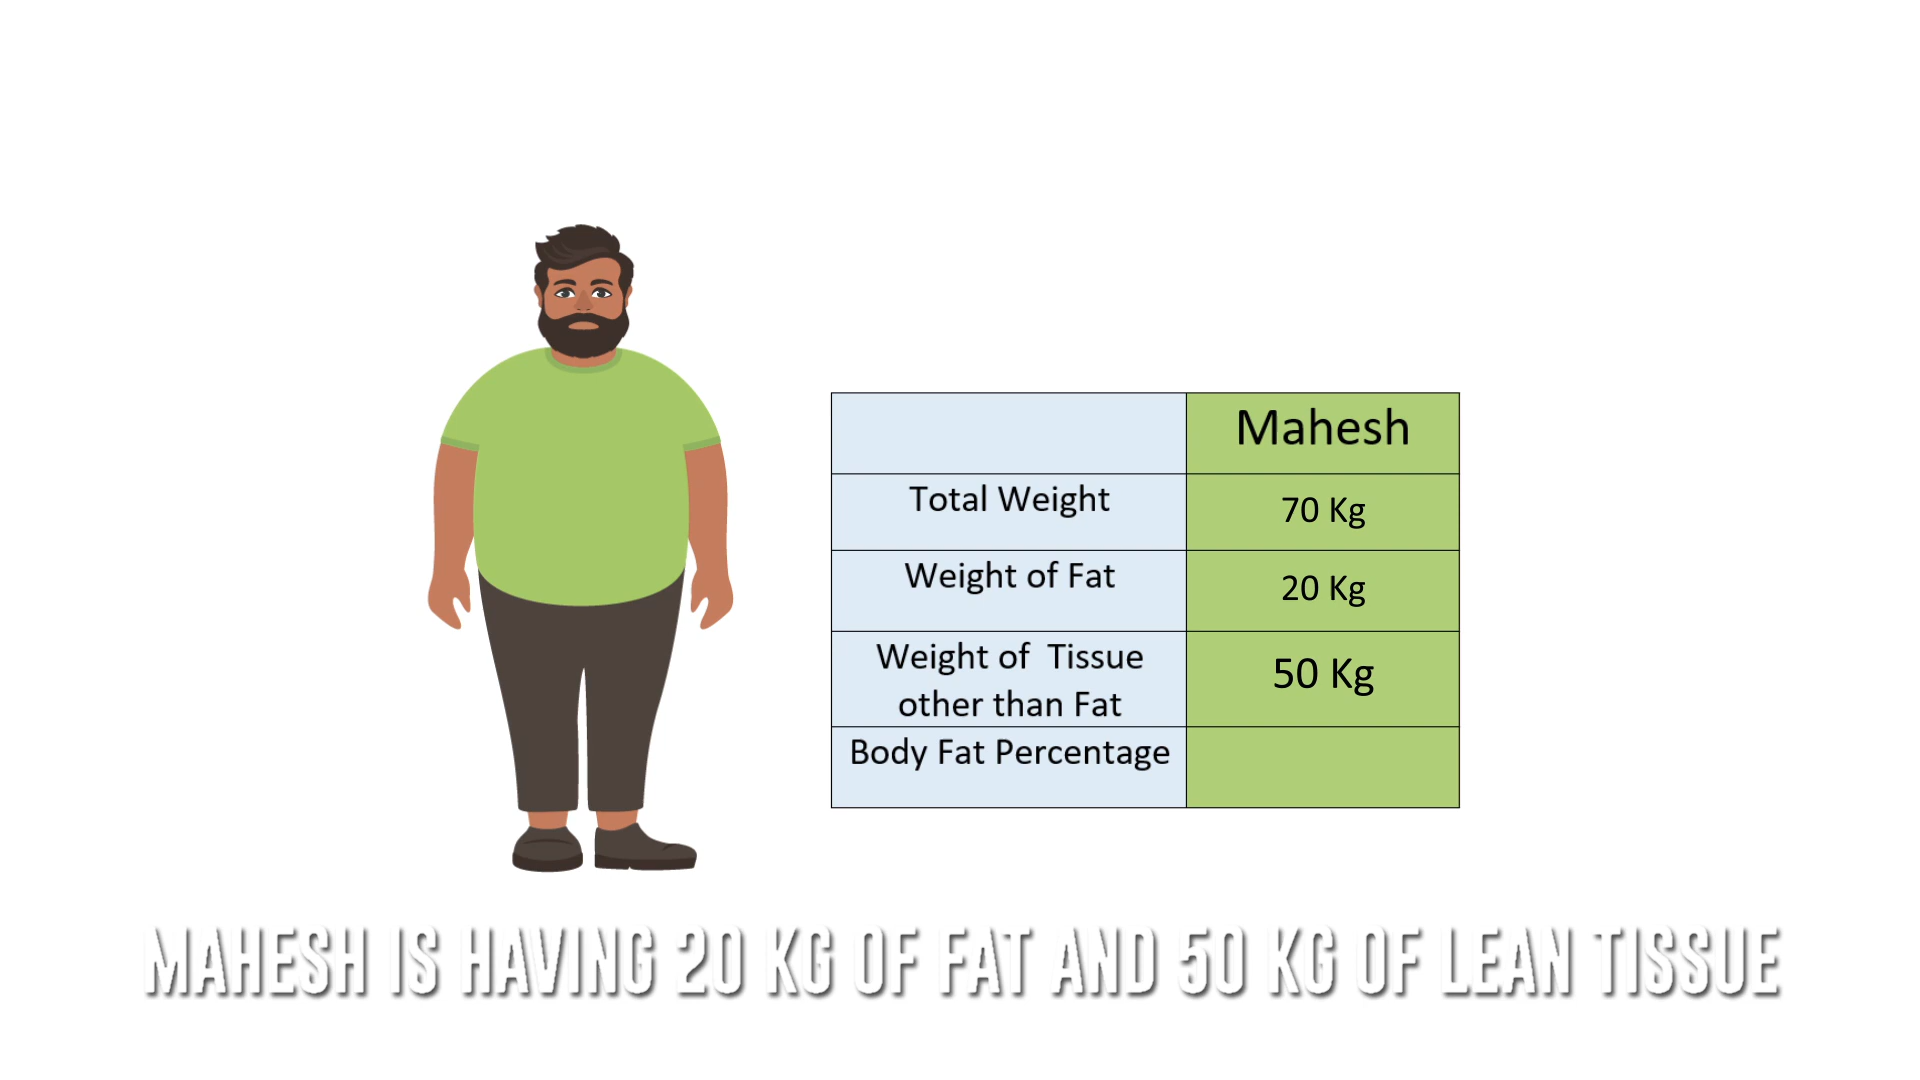 Mahesh
Total Weight 70 Kg
Weight of Fat 20 Kg
Weight of Tissue
other than Fat 50 Kg
Body Fat Percentage
MAHESH IS HAVING 20 KG OF FAT AND 50 KG OF LEAN TISSUE